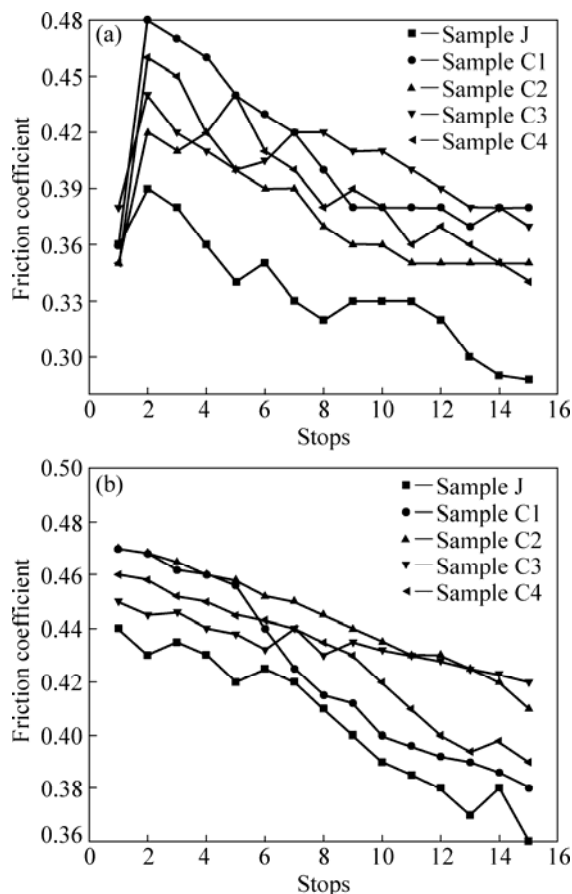 (a)
Sample J
Sample C1
Sample C2
Sample C3
Sample C4
0.48
0.45
0.42
0.39
0.36
0.33
0.30
Friction coefficient
0 2 4 6 8 10 12 14 16
Stops
(b)
Sample J
Sample C1
Sample C2
Sample C3
Sample C4
0.50
0.48
0.46
0.44
0.42
0.40
0.38
0.36
Friction coefficient
0 2 4 6 8 10 12 14 16
Stops